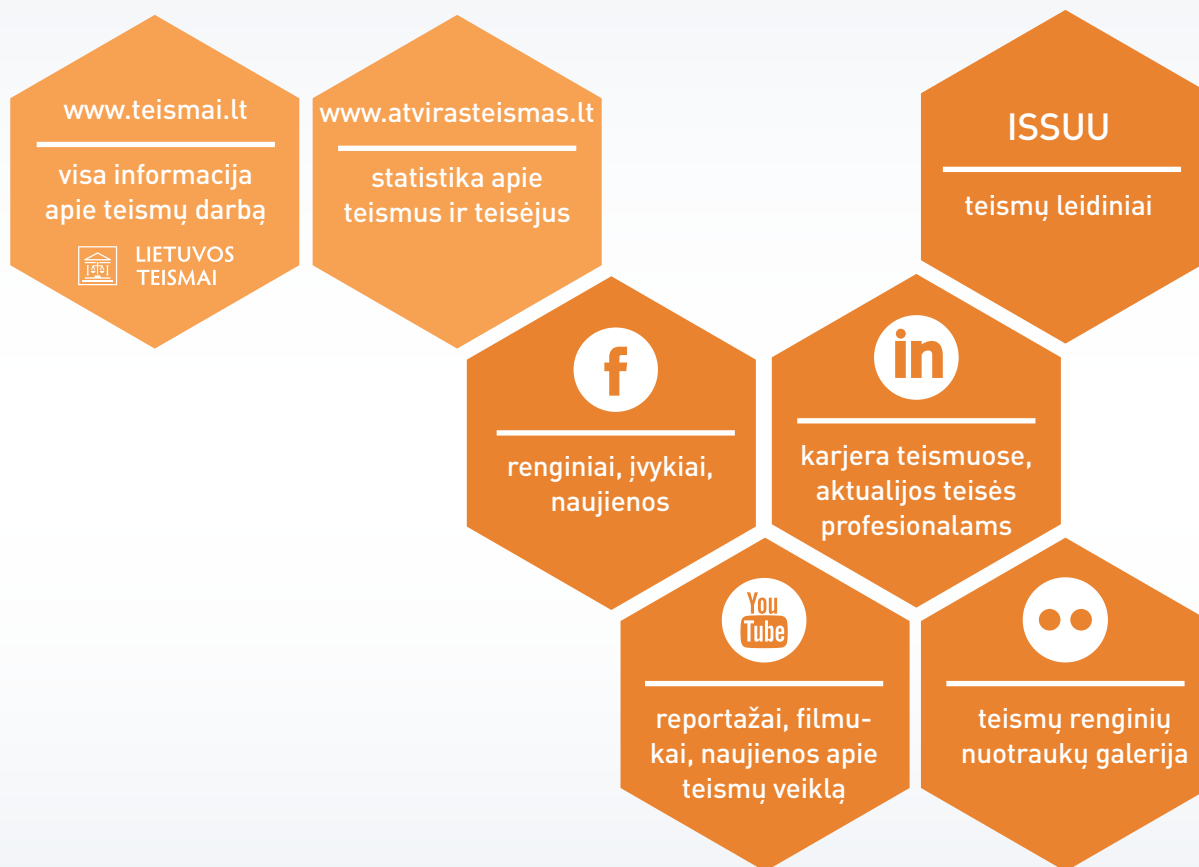 www.teismai.lt
visa informacija
apie teismų darbą
LIETUVOS
TEISMAI
www.atvirasteismas.lt
statistika apie
teismus ir teisėjus
ISSUU
teismų leidiniai
f
renginiai, įvykiai,
naujienos
in
karjera teismuose,
aktualijos teisės
profesionalams
You
Tube
reportažai, filmu-
kai, naujienos apie
teismų veiklą
teismų renginių
nuotraukų galerija